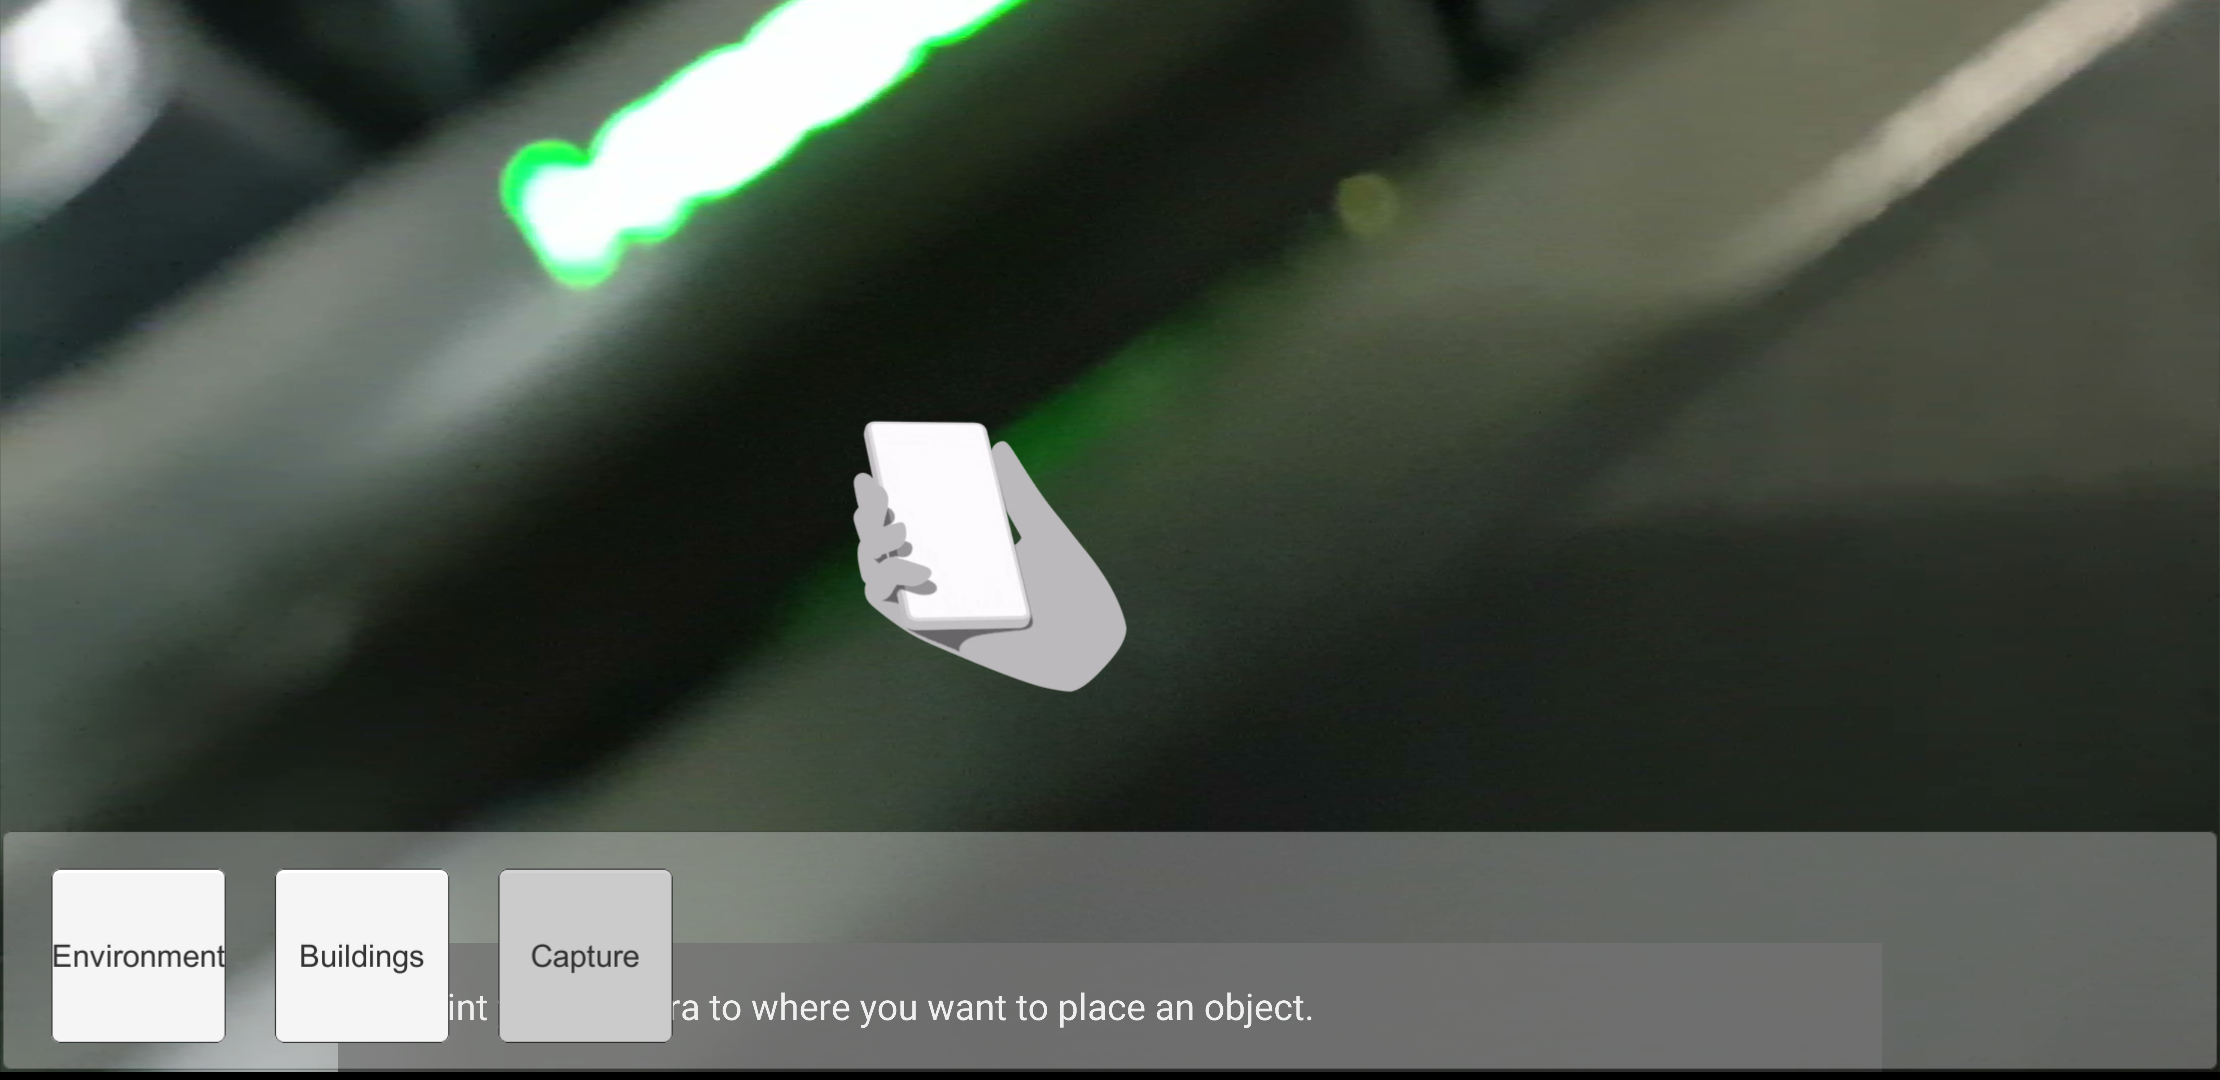 Environment
Buildings
Capture
int ra to where you want to place an object.